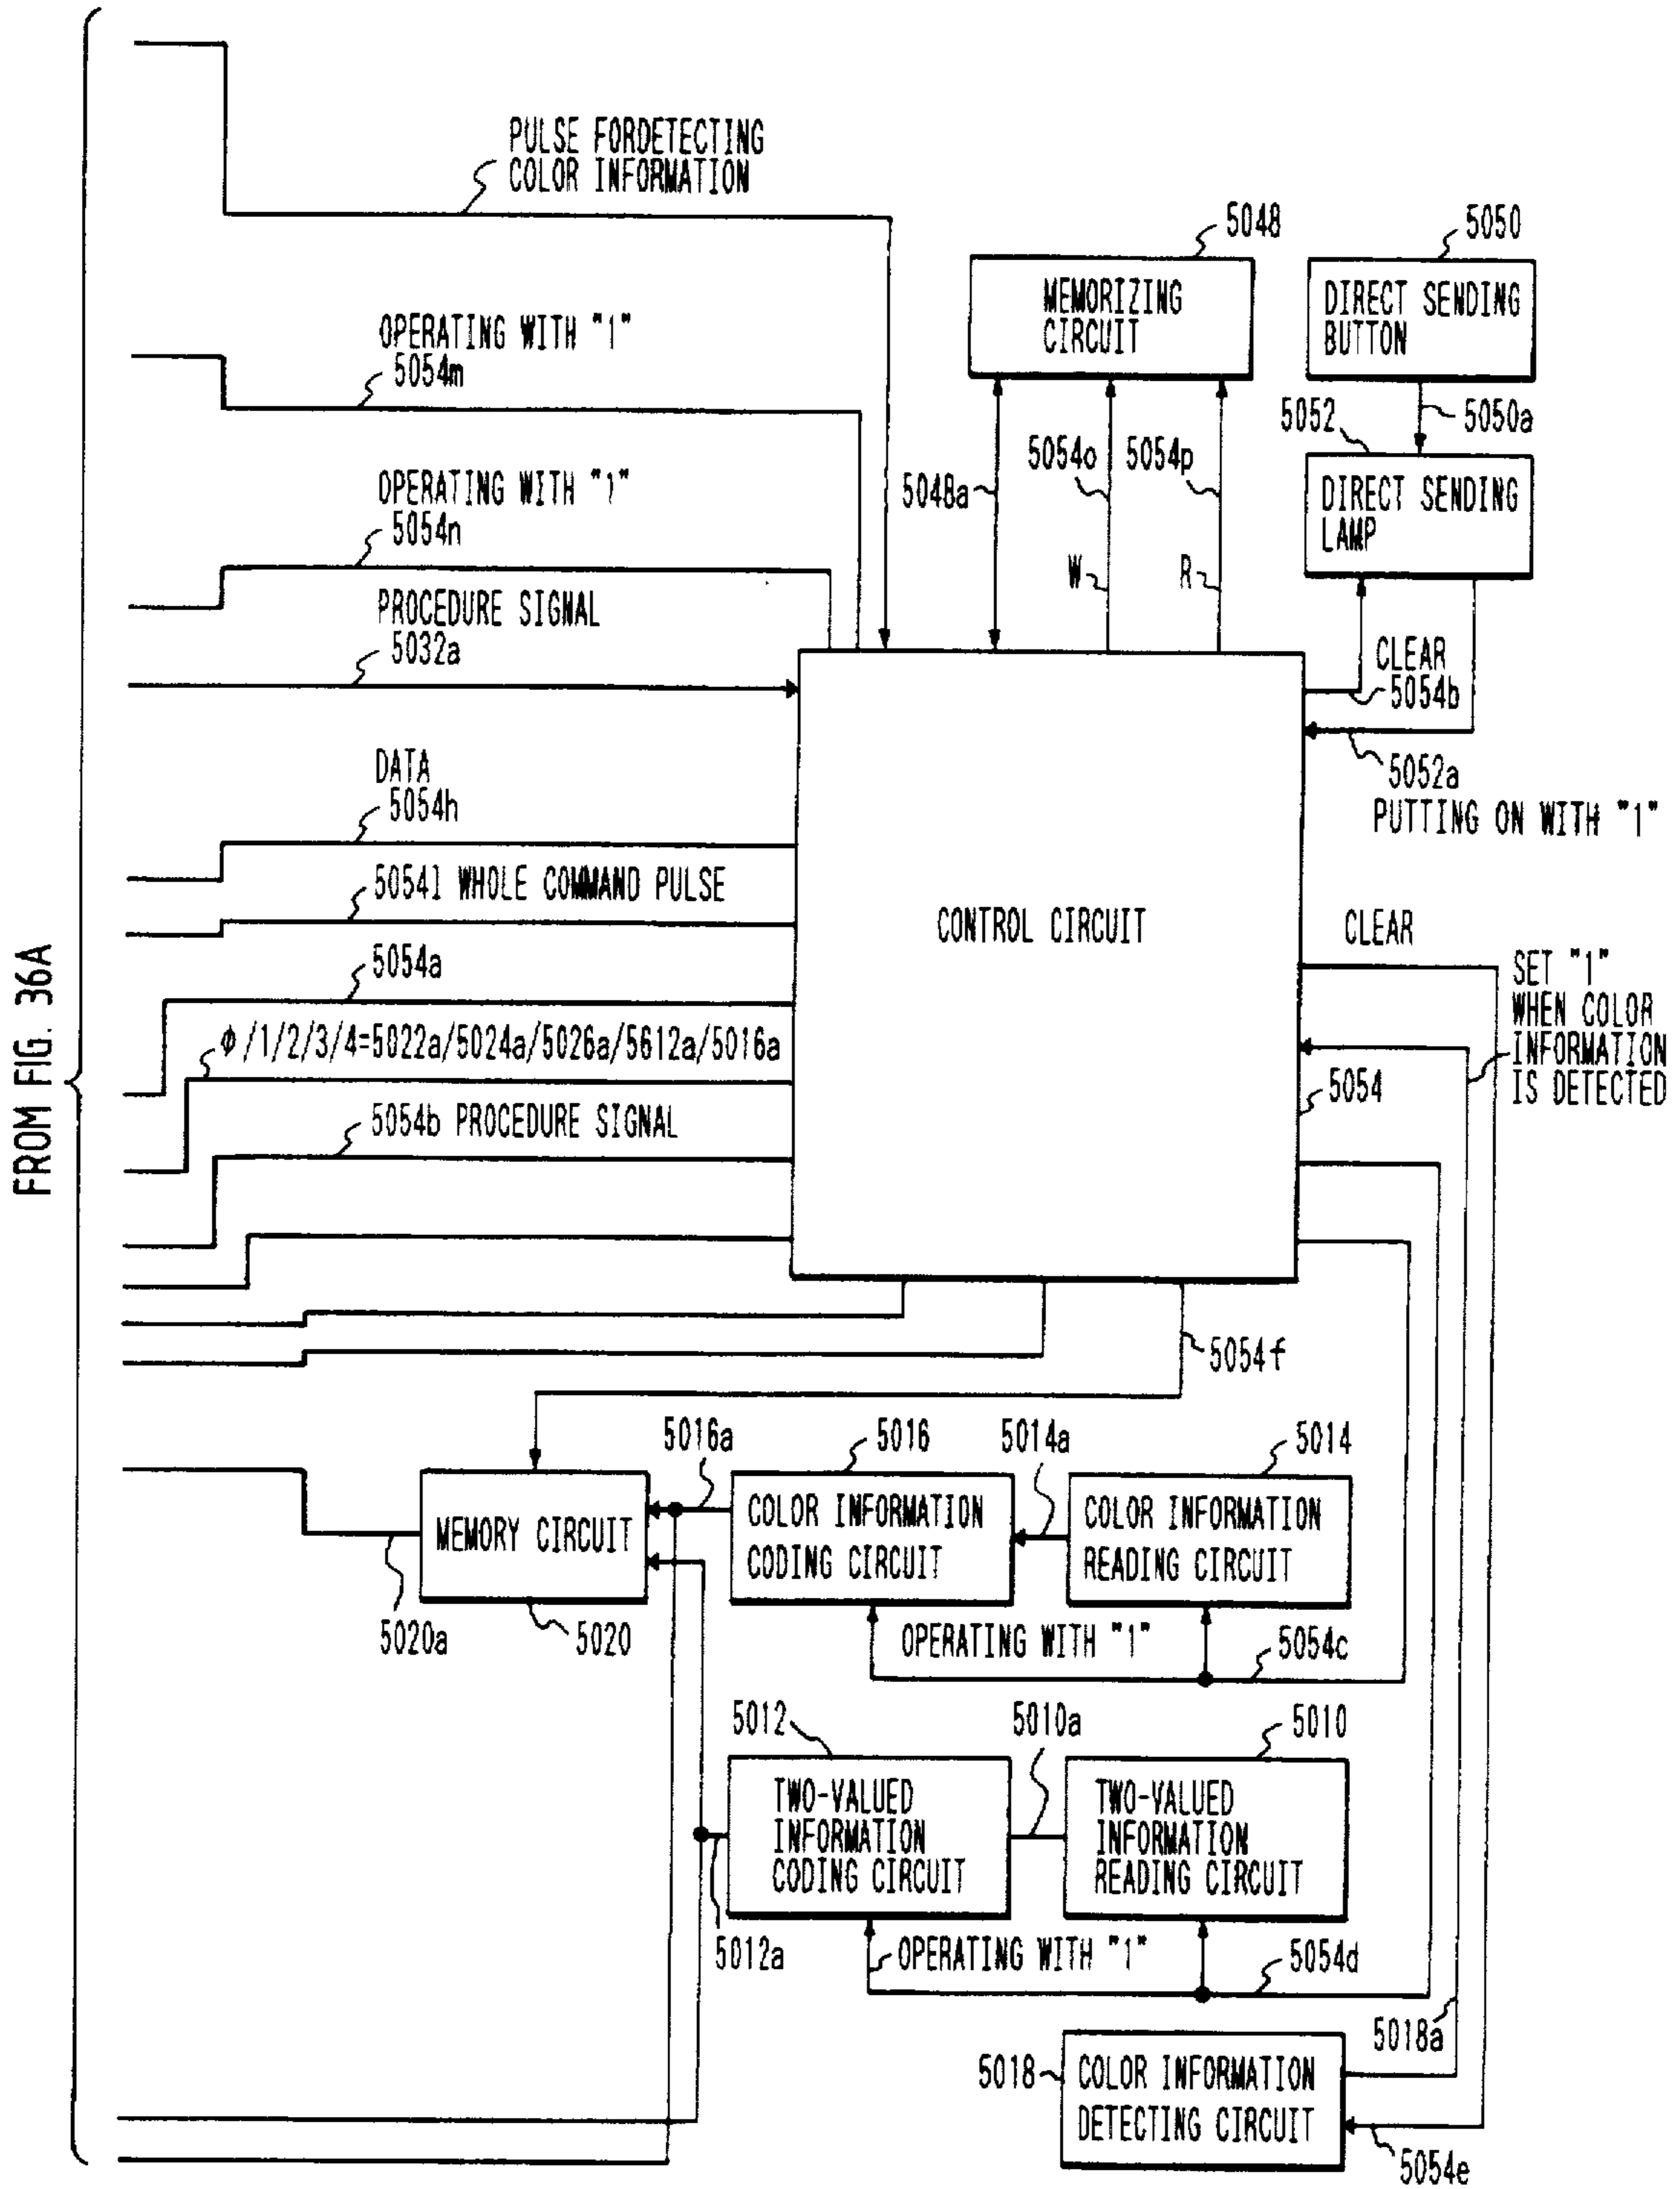 FROM FIG. 36A
PULSE FORDETECTING
COLOR INFORMATION
OPERATING WITH "1"
5054m
OPERATING WITH "1"
5054n
PROCEDURE SIGNAL
5032a
DATA
5054h
5054l WHOLE COMMAND PULSE
5054a
Φ/1/2/3/4=5022a/5024a/5026a/5612a/5016a
5054b PROCEDURE SIGNAL
5048
MEMORIZING
CIRCUIT
5050
DIRECT SENDING
BUTTON
5050a
5052
DIRECT SENDING
LAMP
5048a
5054o
5054p
W
R
CLEAR
5054b
5052a
PUTTING ON WITH "1"
CONTROL CIRCUIT
CLEAR
SET "1"
WHEN COLOR
INFORMATION
IS DETECTED
5054
5054f
5016a
5016
5014a
5014
MEMORY CIRCUIT
COLOR INFORMATION
CODING CIRCUIT
COLOR INFORMATION
READING CIRCUIT
5020a
5020
OPERATING WITH "1"
5054c
5012
5010a
5010
TWO-VALUED
INFORMATION
CODING CIRCUIT
TWO-VALUED
INFORMATION
READING CIRCUIT
5012a
OPERATING WITH "1"
5054d
5018a
5018
COLOR INFORMATION
DETECTING CIRCUIT
5054e